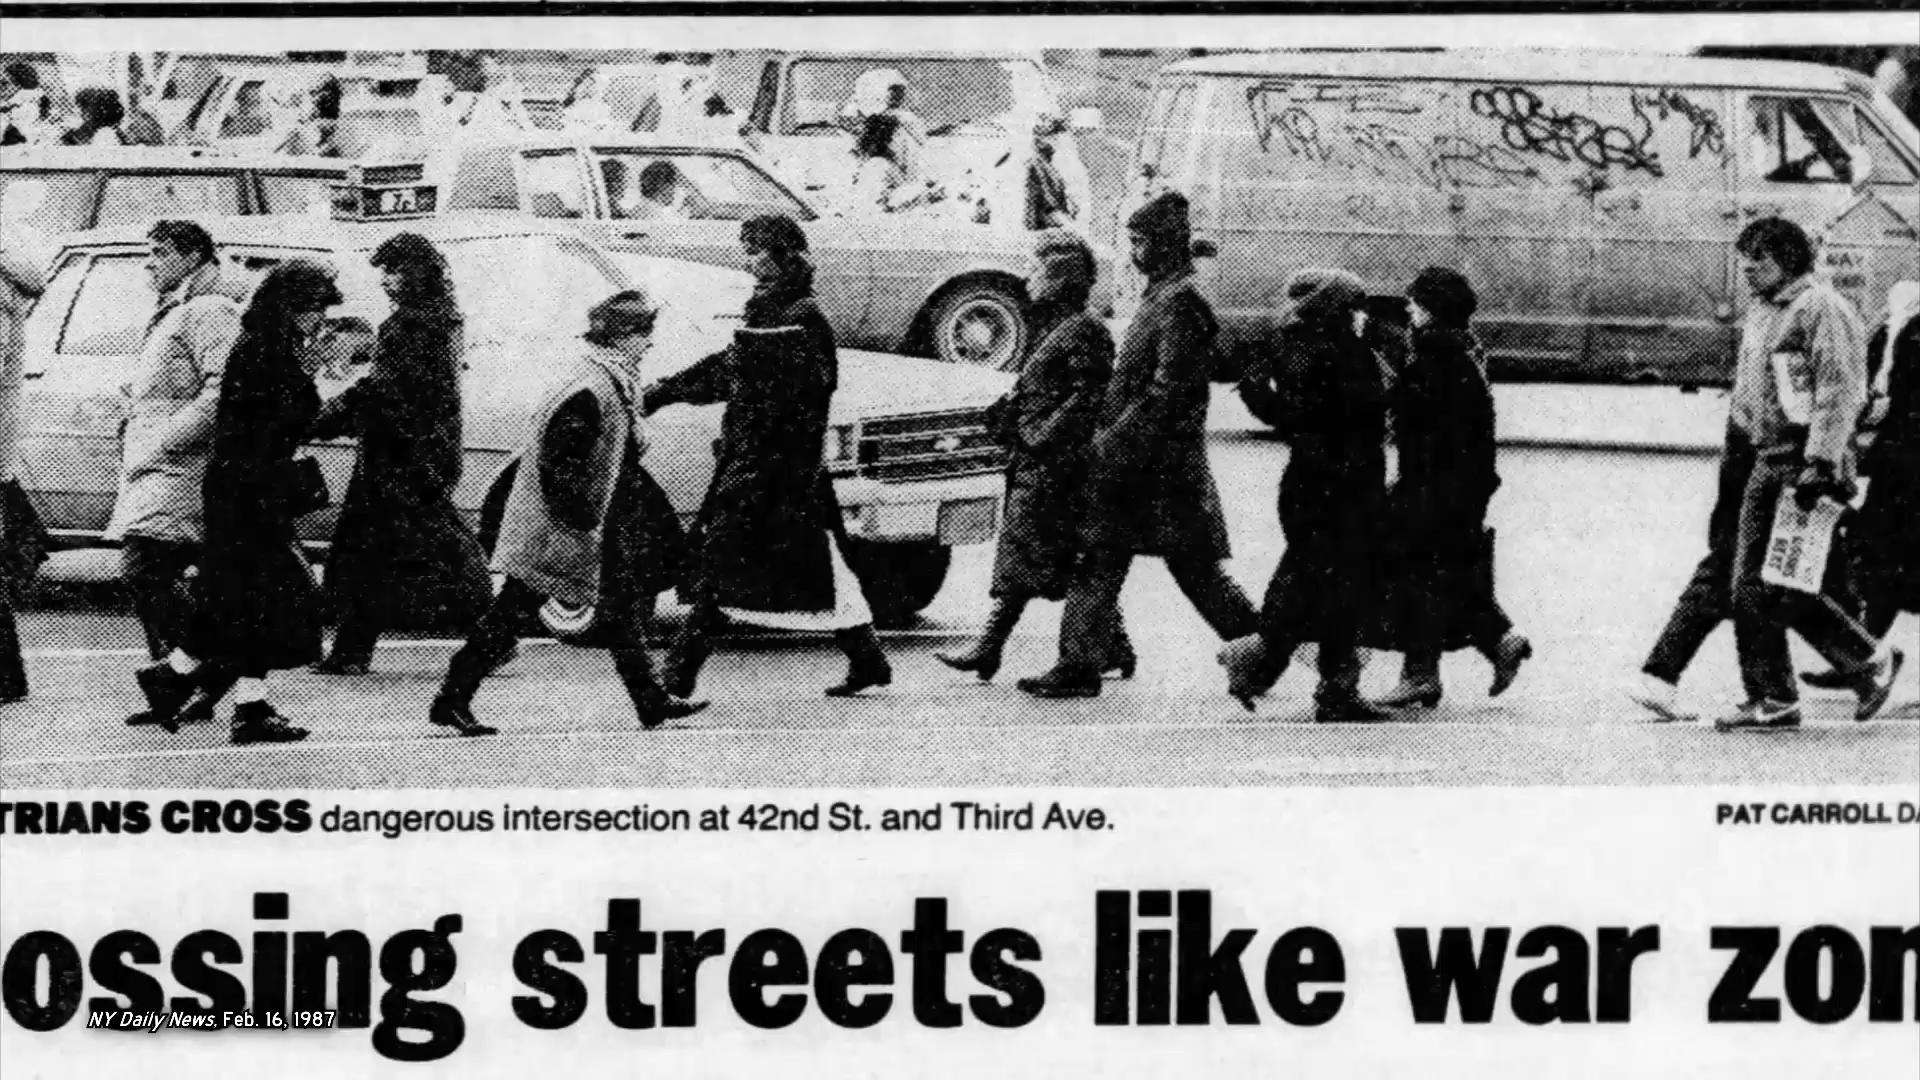 TRIANS CROSS dangerous intersection at 42nd St. and Third Ave.
PAT CARROLL DA
ossing streets like war zon
NY Daily News, Feb. 16, 1987